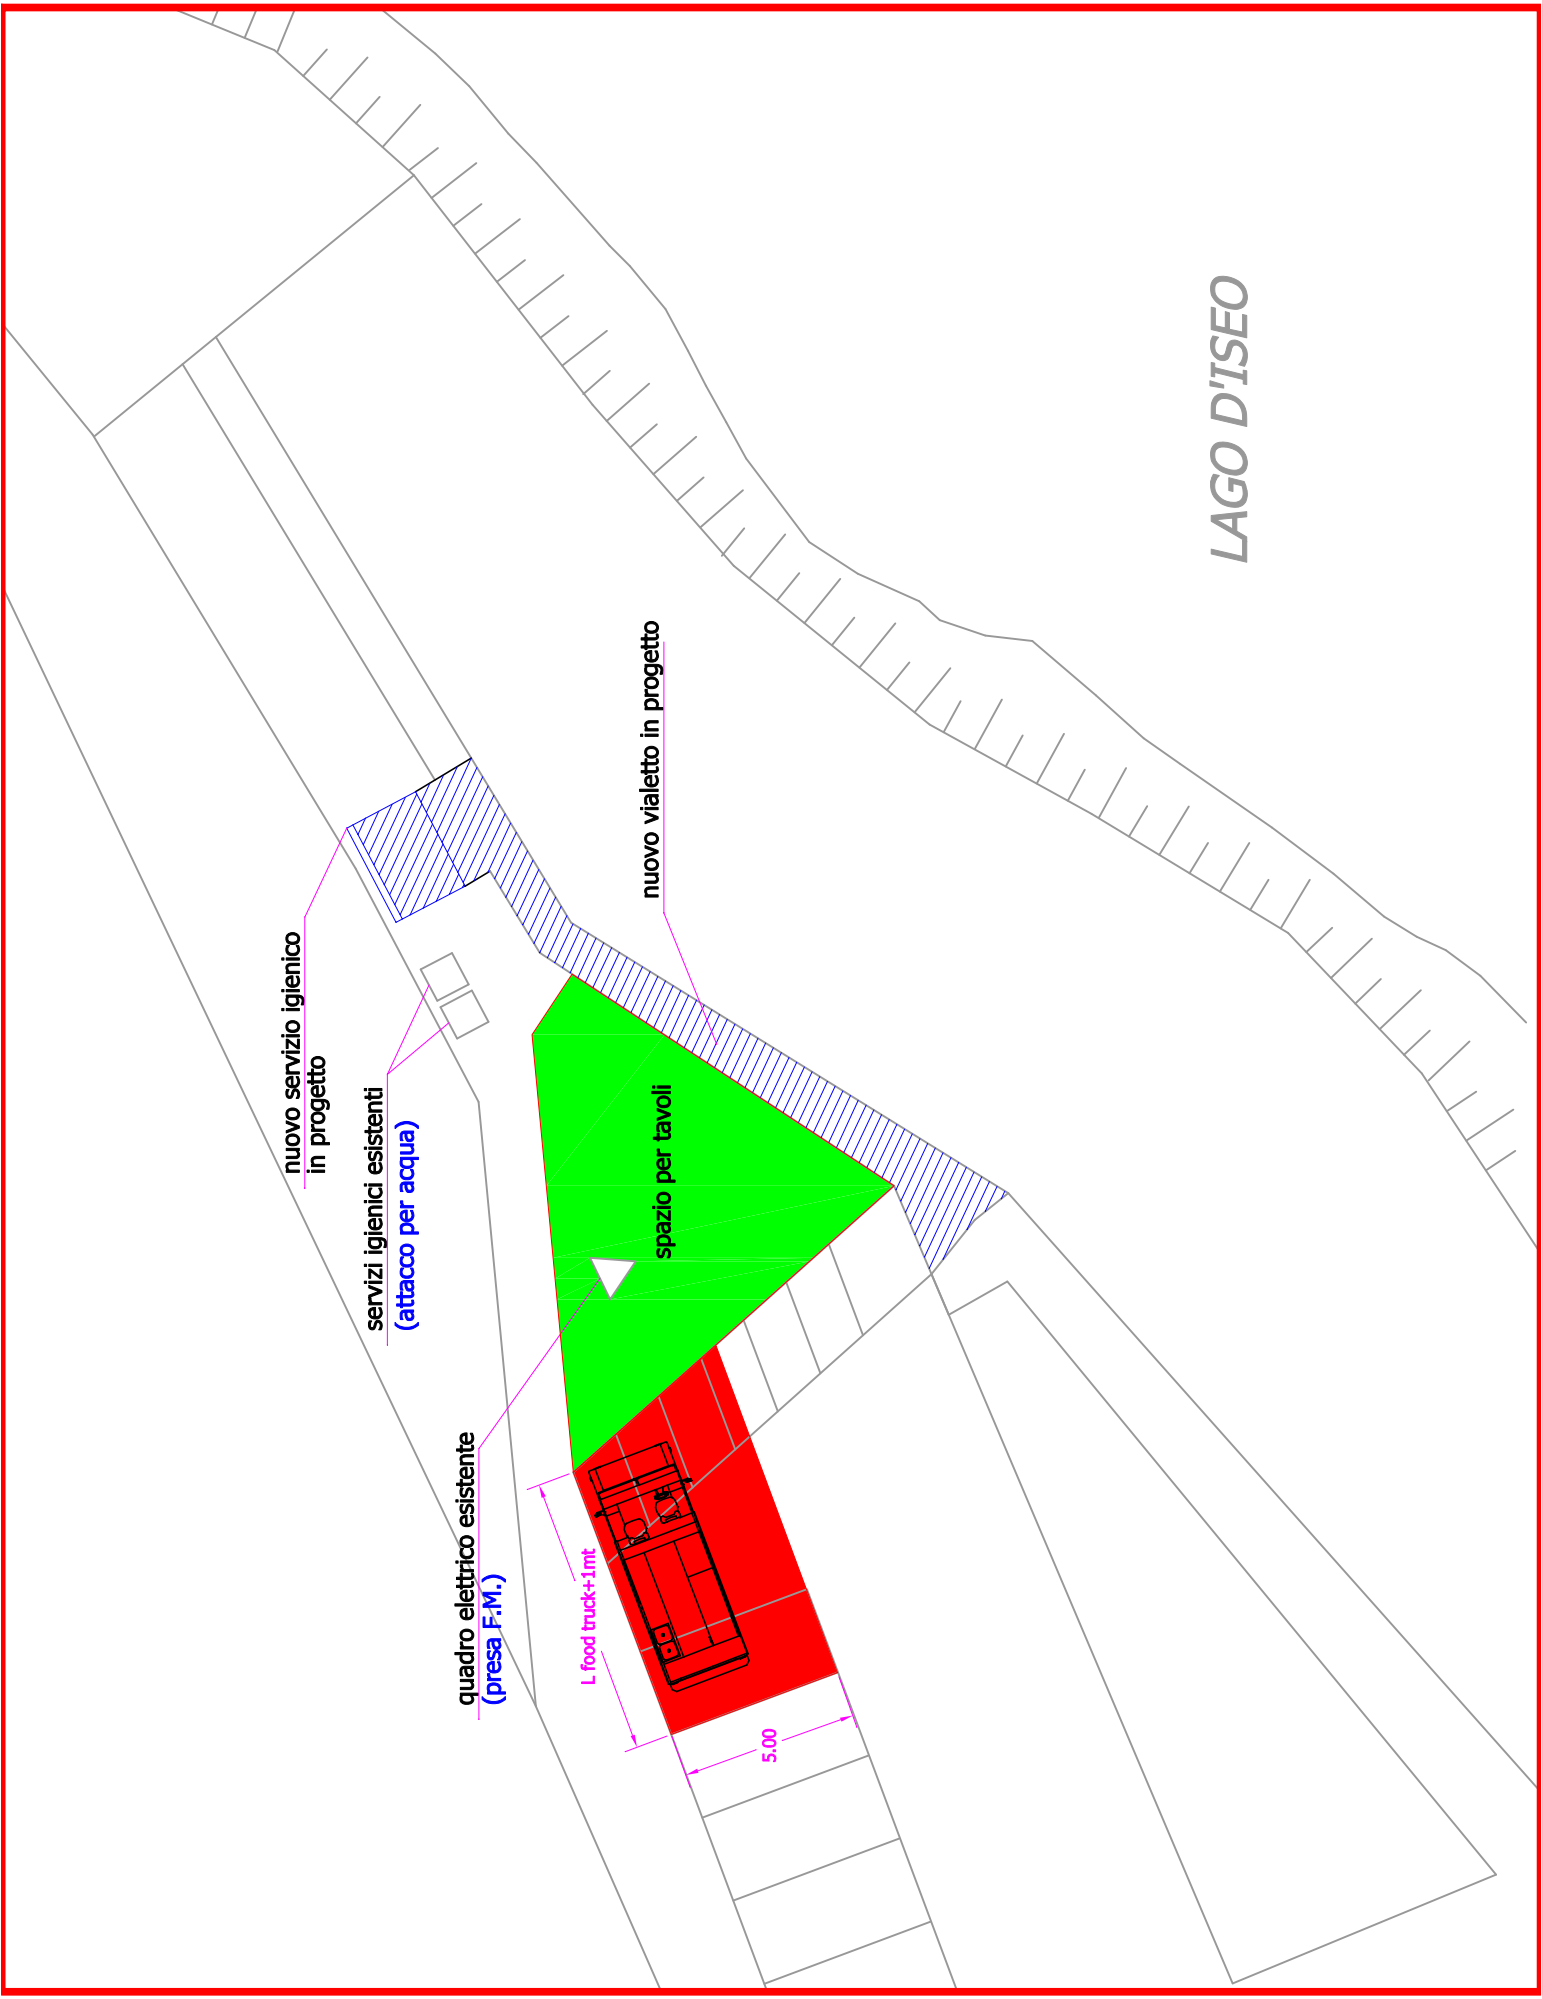 nuovo servizio igienico
in progetto
servizi igienici esistenti
(attacco per acqua)
quadro elettrico esistente
(presa F.M.)
L food truck+1mt
5.00
spazio per tavoli
nuovo vialetto in progetto
LAGO D'ISEO